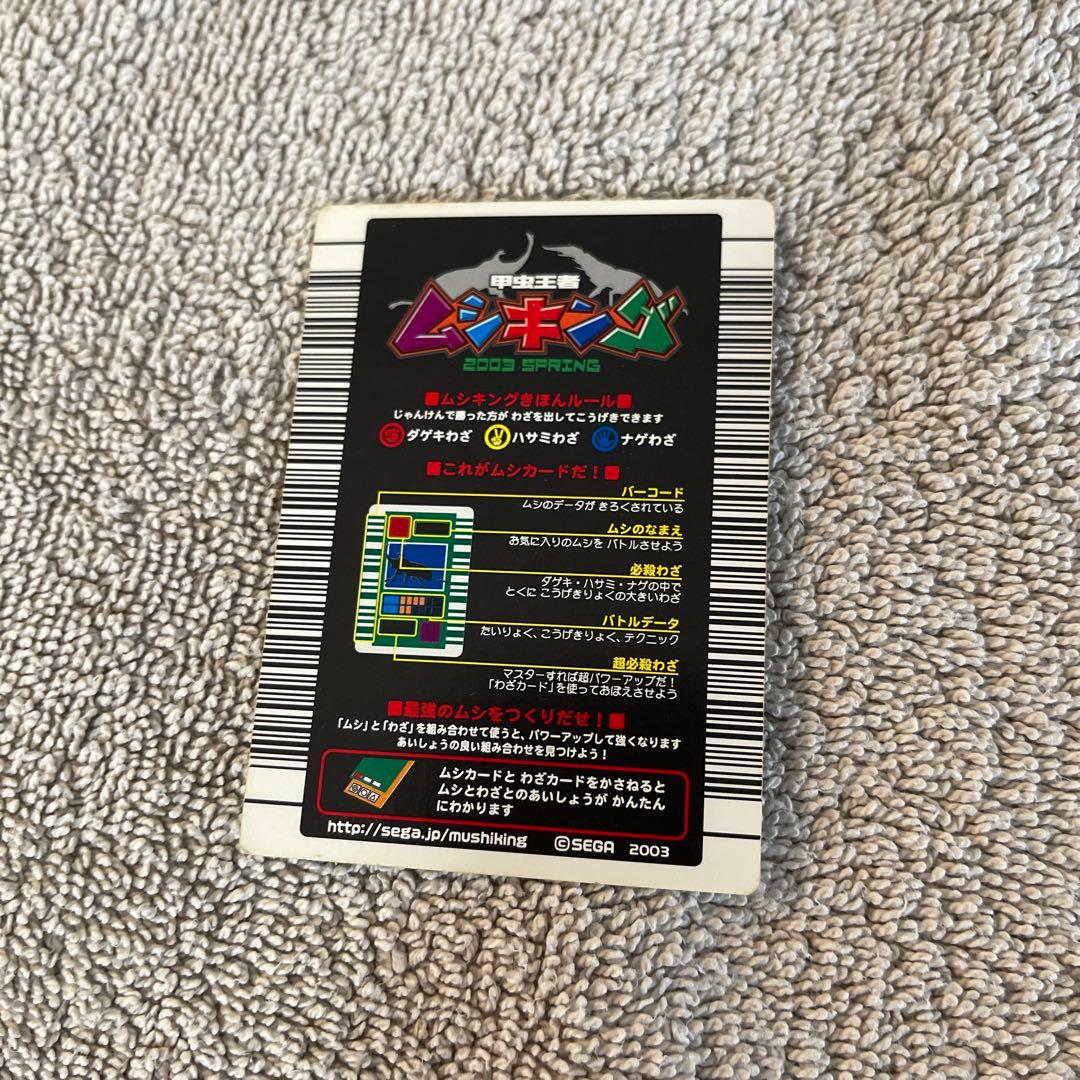 甲虫王者
ムシキング
2003 SPRING
■ムシキングきほんルール■
じゃんけんで勝った方が わざを出してこうげきできます
ダゲキわざ ハサミわざ ナゲわざ
■これがムシカードだ!■
バーコード
ムシのデータが きろくされている
ムシのなまえ
お気に入りのムシを バトルさせよう
必殺わざ
ダゲキ・ハサミ・ナゲの中で
とくに こうげきりょくの大きいわざ
バトルデータ
たいりょく、こうげきりょく、テクニック
超必殺わざ
マスターすれば超パワーアップだ!
「わざカード」を使っておぼえさせよう
■最強のムシをつくりだせ!■
「ムシ」と「わざ」を組み合わせて使うと、パワーアップして強くなります
あいしょうの良い組み合わせを見つけよう!
ムシカードと わざカードをかさねると
ムシとわざとのあいしょうが かんたん
にわかります
http://sega.jp/mushiking ©SEGA 2003